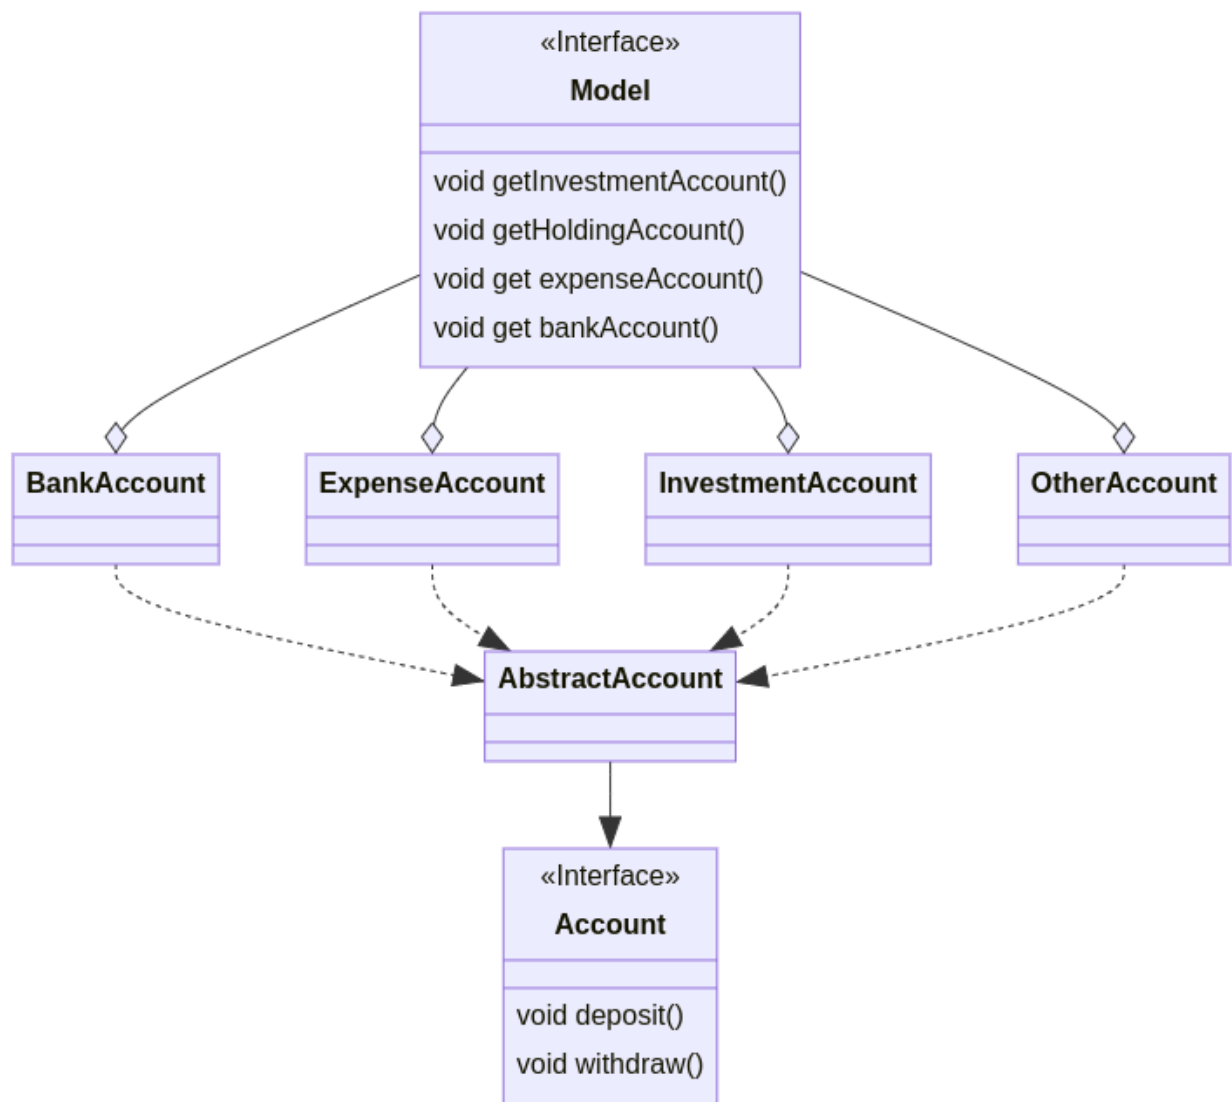 «Interface»
Model
void getInvestmentAccount()
void getHoldingAccount()
void get expenseAccount()
void get bankAccount()
BankAccount
ExpenseAccount
InvestmentAccount
OtherAccount
AbstractAccount
«Interface»
Account
void deposit()
void withdraw()